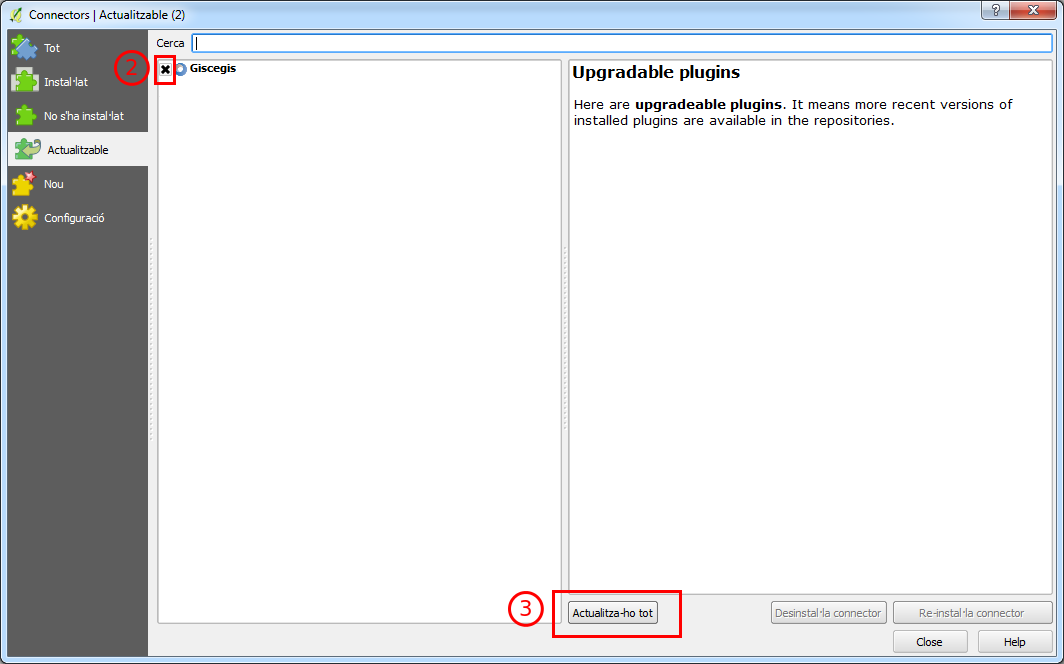 Connectors | Actualitzable (2)
?
Tot
Instal·lat
No s'ha instal·lat
Actualitzable
Nou
Configuració
Cerca
2
Giscegis
Upgradable plugins
Here are upgradeable plugins. It means more recent versions of
installed plugins are available in the repositories.
3
Actualitza-ho tot
Desinstal·la connector
Re-instal·la connector
Close
Help